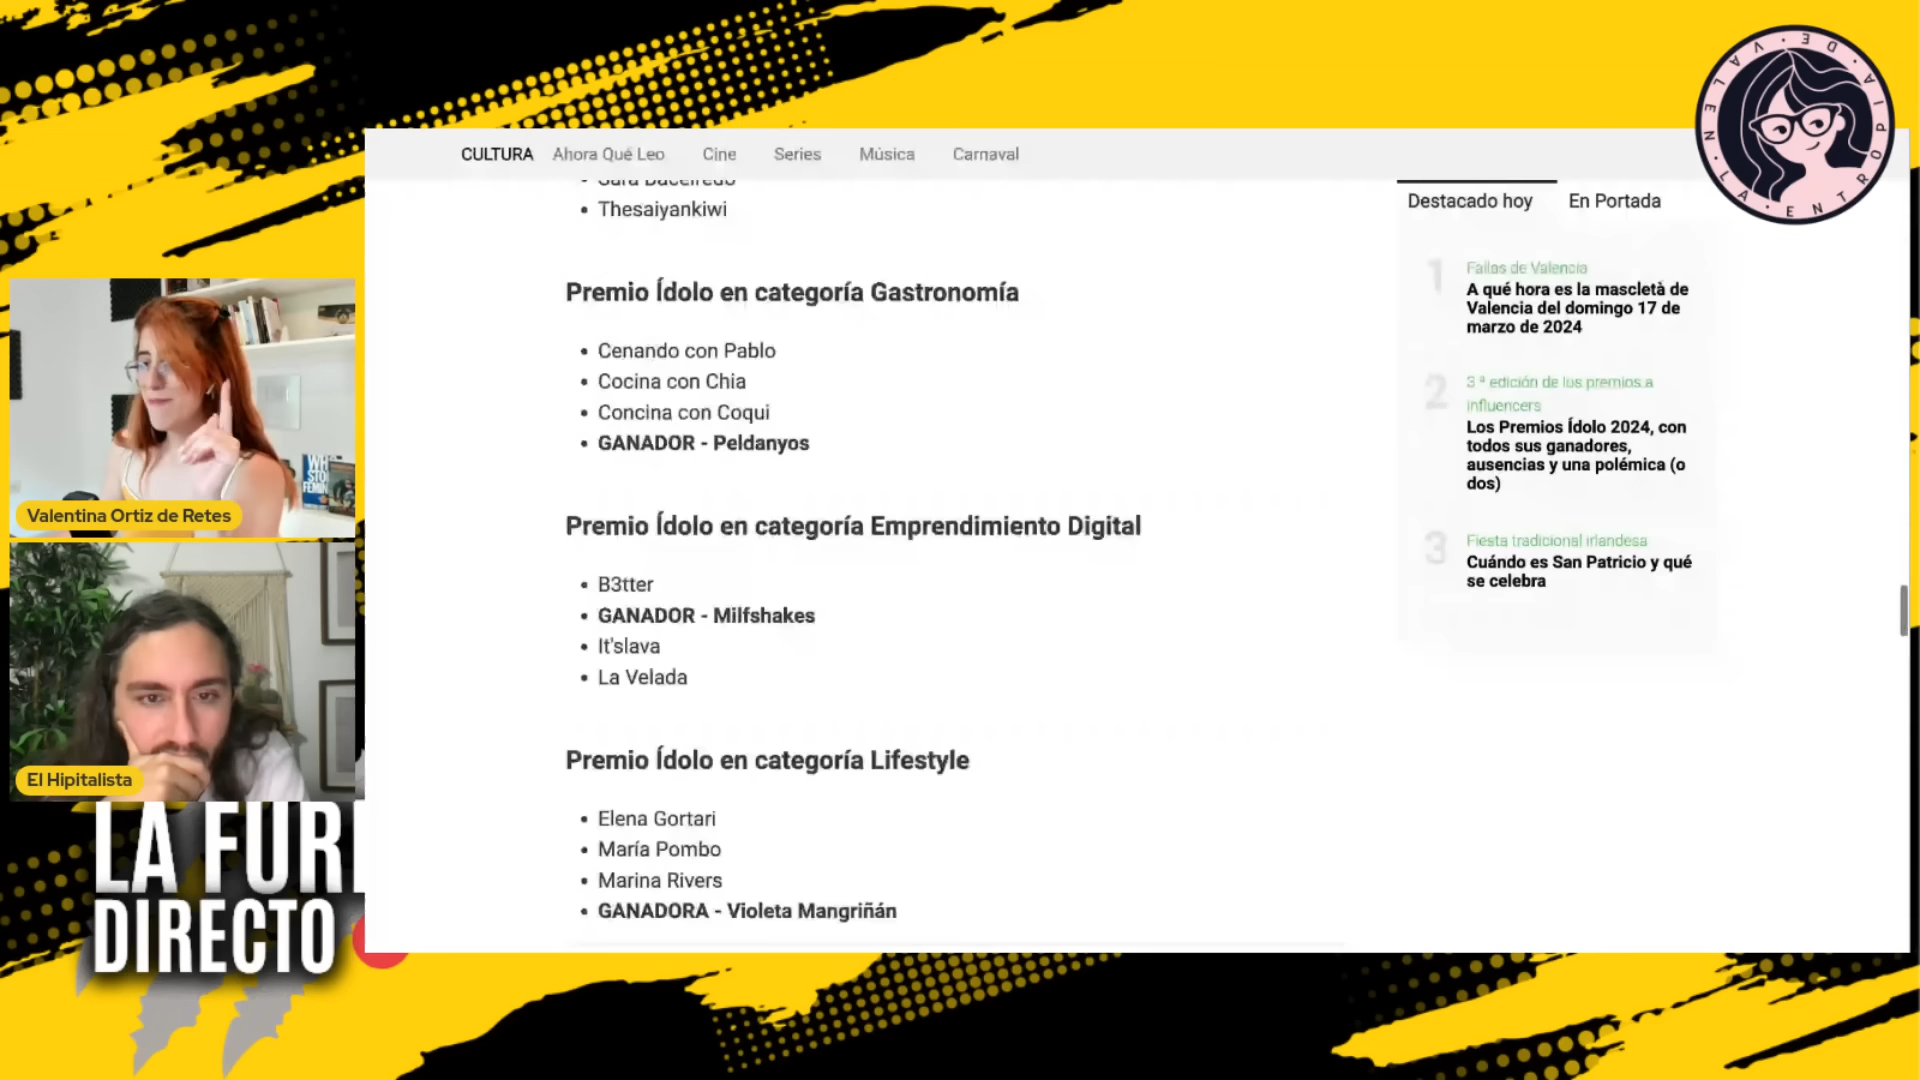 CULTURA Ahora Qué Leo Cine Series Música Carnaval
Sara Baceiredo
Thesaiyankiwi
Premio Ídolo en categoría Gastronomía
Cenando con Pablo
Cocina con Chia
Concina con Coqui
GANADOR - Peldanyos
Premio Ídolo en categoría Emprendimiento Digital
B3tter
GANADOR - Milfshakes
It'slava
La Velada
Premio Ídolo en categoría Lifestyle
Elena Gortari
María Pombo
Marina Rivers
GANADORA - Violeta Mangriñán
Destacado hoy En Portada
1
Fallas de Valencia
A qué hora es la mascletà de
Valencia del domingo 17 de
marzo de 2024
2
3 ª edición de los premios a
influencers
Los Premios Ídolo 2024, con
todos sus ganadores,
ausencias y una polémica (o
dos)
3
Fiesta tradicional irlandesa
Cuándo es San Patricio y qué
se celebra
LA · ENTROPIA · DE · VALEN ·
Valentina Ortiz de Retes
El Hipitalista
LA FURI
DIRECTO